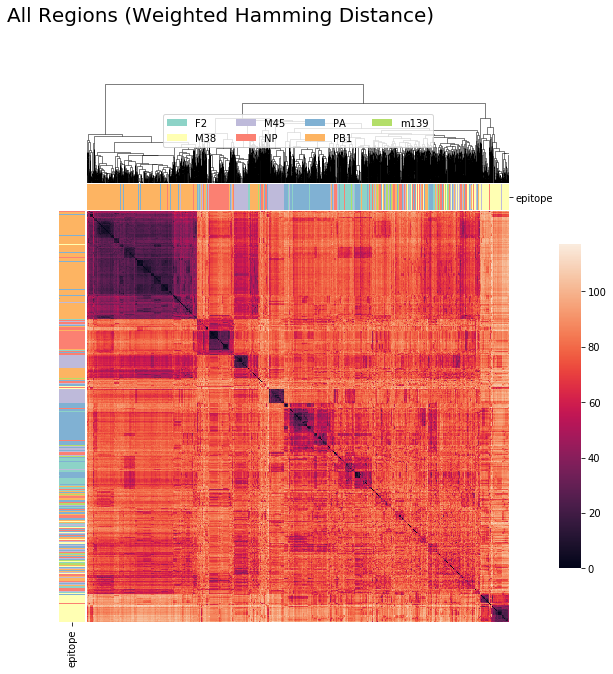 All Regions (Weighted Hamming Distance)
F2 M45 PA m139
M38 NP PB1
epitope
100
80
60
40
20
0
epitope